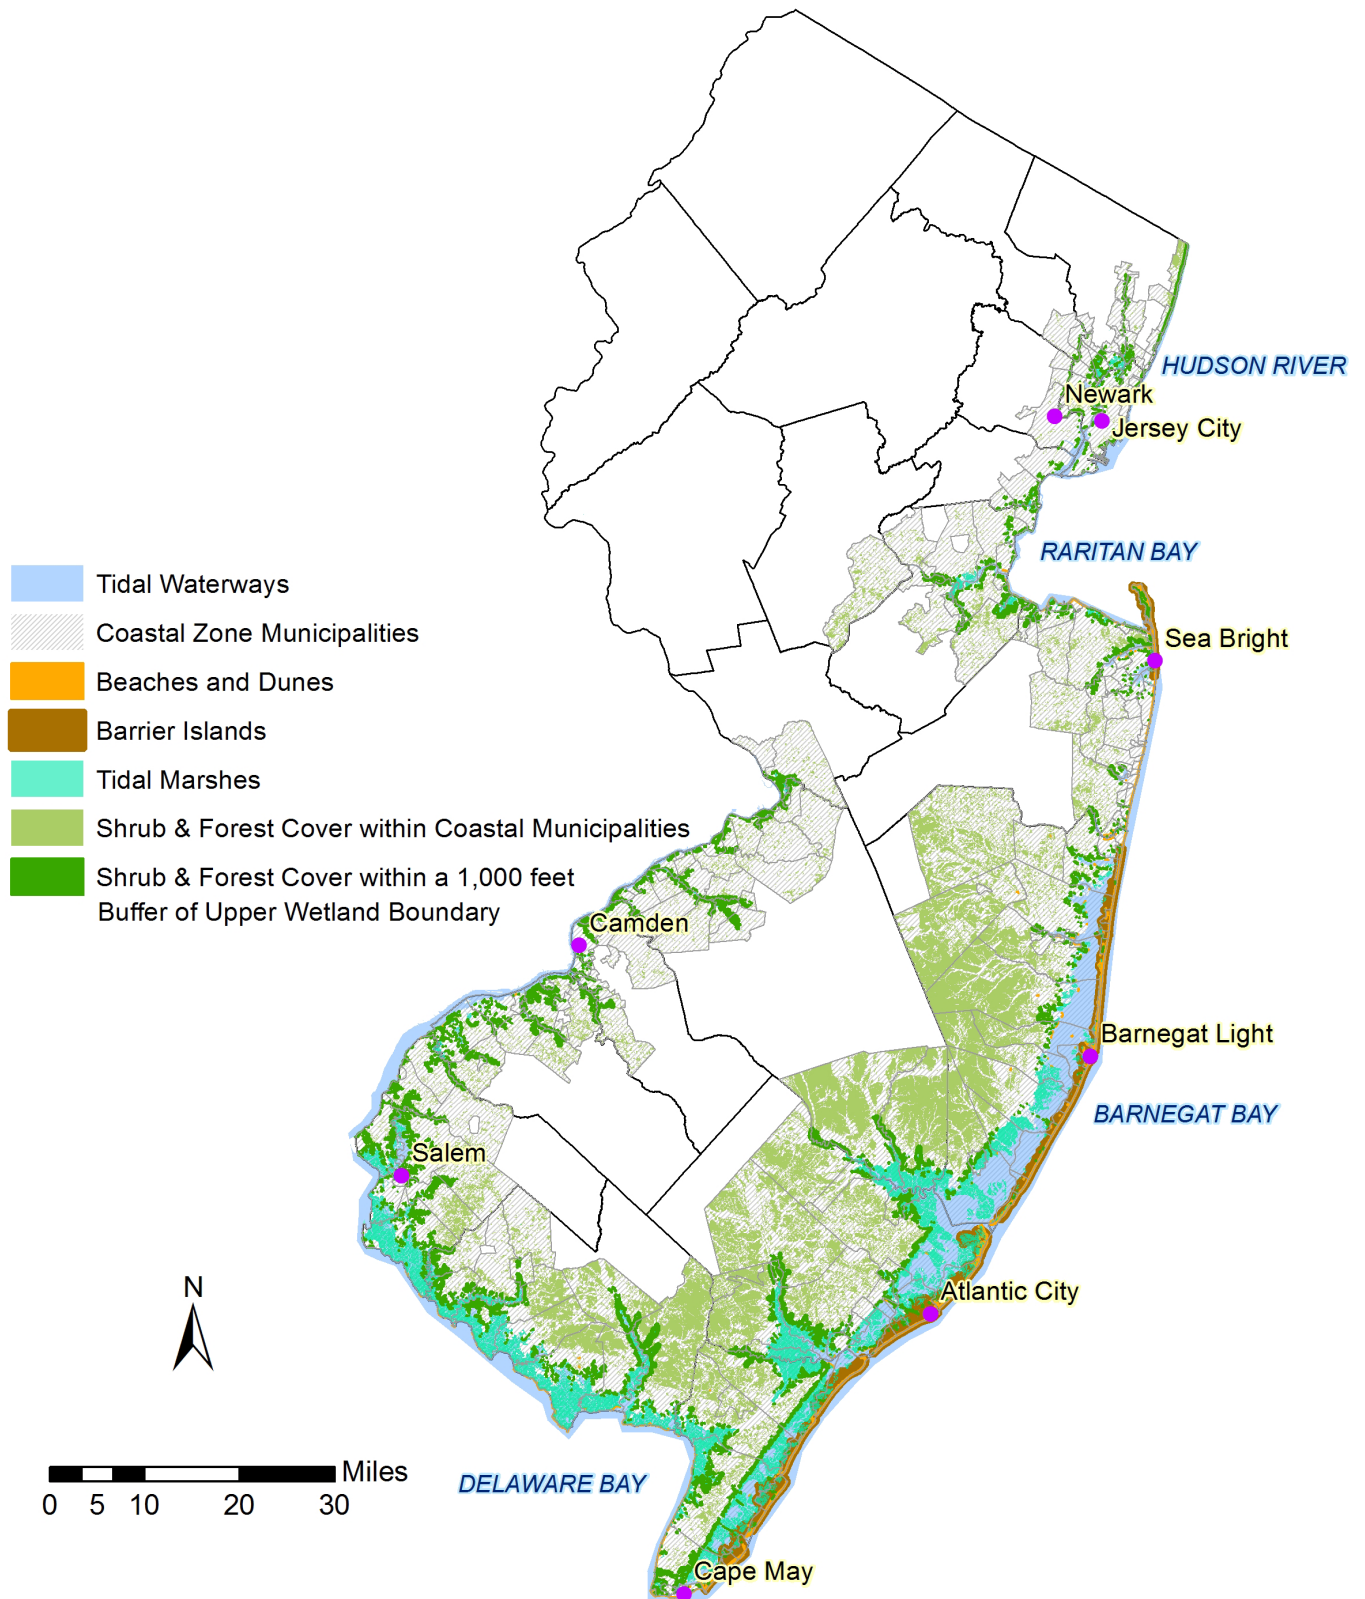 HUDSON RIVER
Newark
Jersey City
RARITAN BAY
Tidal Waterways
Coastal Zone Municipalities
Sea Bright
Beaches and Dunes
Barrier Islands
Tidal Marshes
Shrub & Forest Cover within Coastal Municipalities
Shrub & Forest Cover within a 1,000 feet
Buffer of Upper Wetland Boundary
Camden
Barnegat Light
BARNEGAT BAY
Salem
N
Atlantic City
Miles
0 5 10 20 30
DELAWARE BAY
Cape May